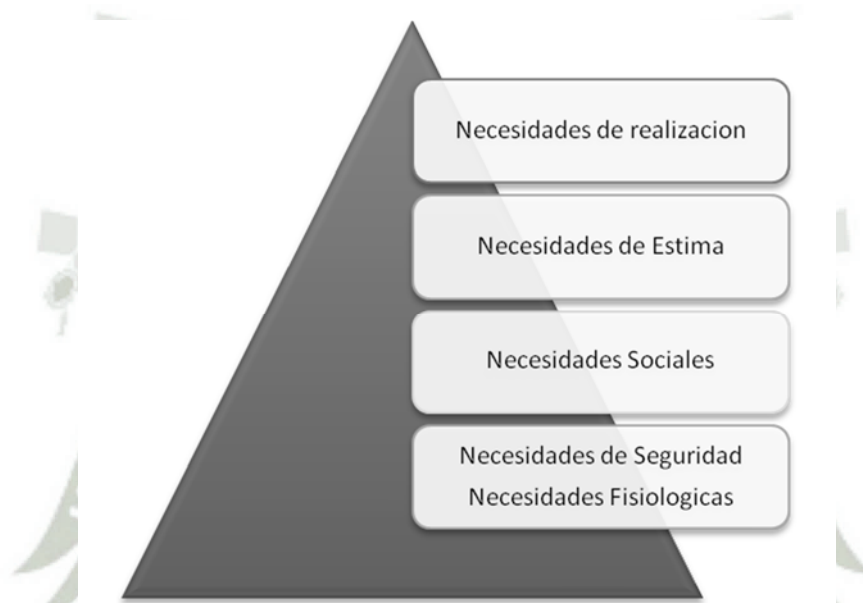 Necesidades de realizacion
Necesidades de Estima
Necesidades Sociales
Necesidades de Seguridad
Necesidades Fisiologicas